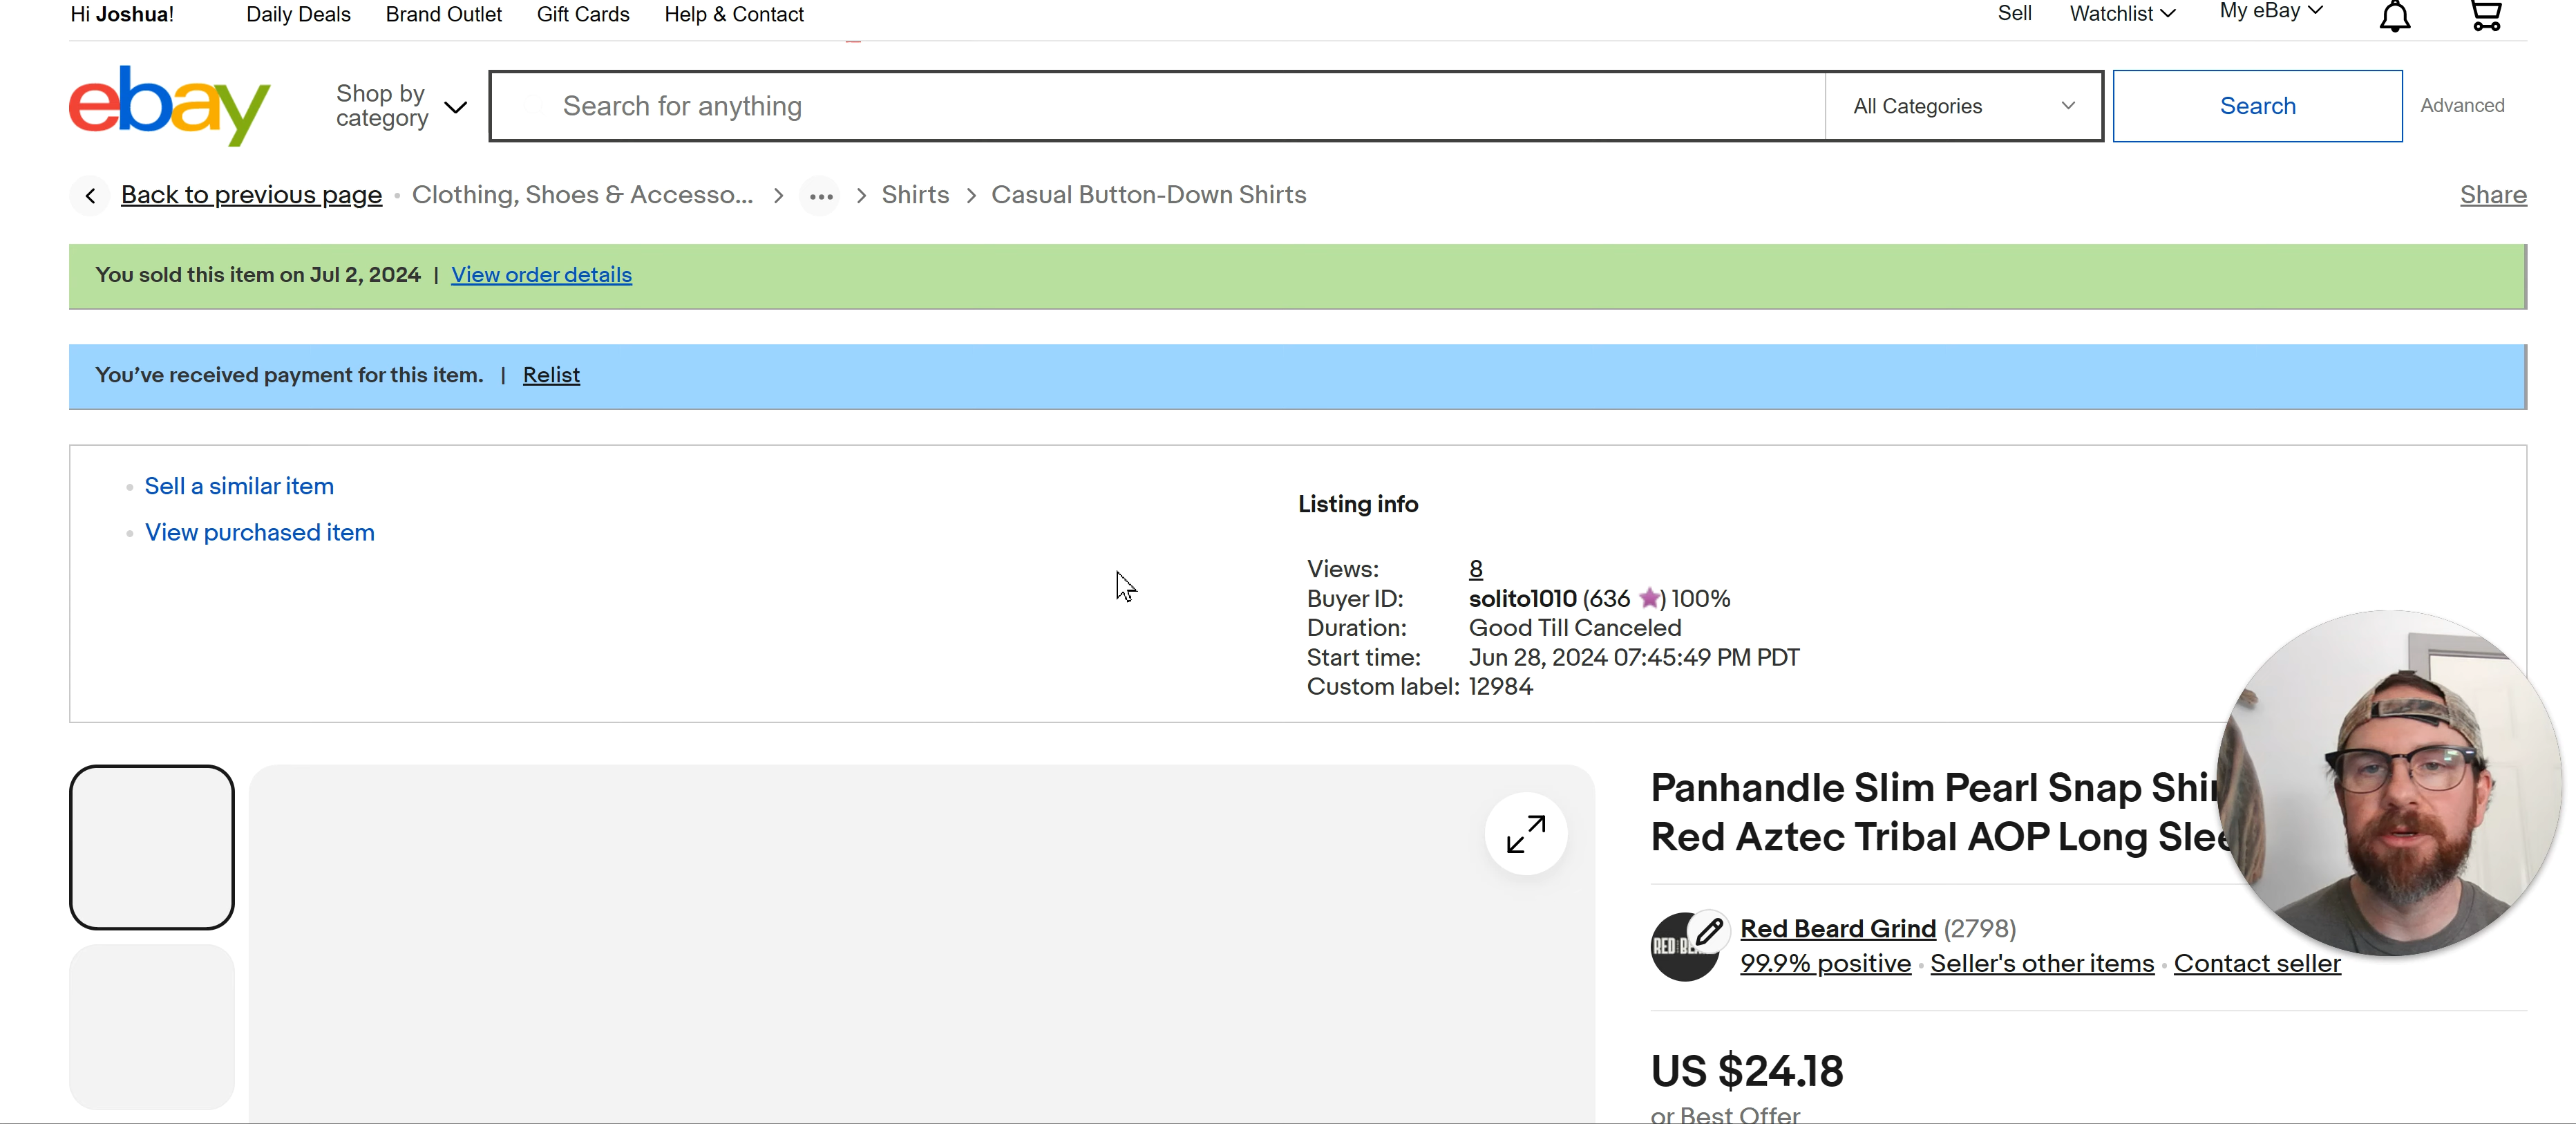 Hi Joshua! Daily Deals Brand Outlet Gift Cards Help & Contact Sell Watchlist My eBay
ebay Shop by category Search for anything All Categories Search Advanced
Back to previous page • Clothing, Shoes & Accesso... > ... > Shirts > Casual Button-Down Shirts Share
You sold this item on Jul 2, 2024 | View order details
You've received payment for this item. | Relist
• Sell a similar item
• View purchased item
Listing info
Views: 8
Buyer ID: solito1010 (636 ★) 100%
Duration: Good Till Canceled
Start time: Jun 28, 2024 07:45:49 PM PDT
Custom label: 12984
Panhandle Slim Pearl Snap
Red Aztec Tribal AOP Long
Red Beard Grind (2798)
99.9% positive • Seller's other items • Contact seller
US $24.18
or Best Offer